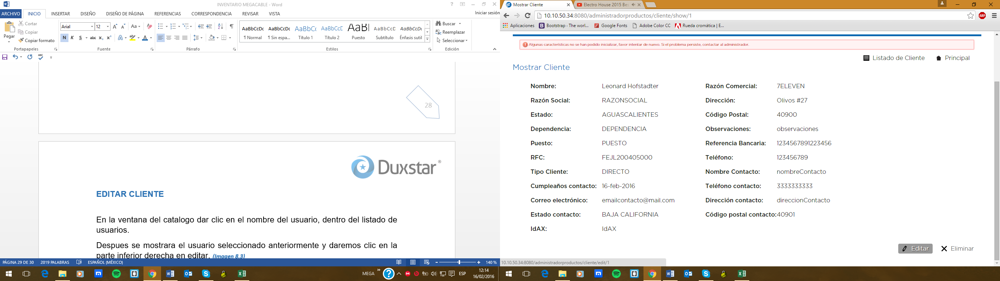 INVENTARIO MEGACABLE - Word
ARCHIVO INICIO INSERTAR DISEÑO DISEÑO DE PÁGINA REFERENCIAS CORRESPONDENCIA REVISAR VISTA Iniciar sesión
Pegar
Cortar
Copiar
Copiar formato
Portapapeles
Arial 12
Fuente
Párrafo
AaBbCcDc AaBbCcDc AaBbCc AaBbCcE AaBl AaBbCcD AaBbCcDc
¶ Normal ¶ Sin espa... Título 1 Título 2 Puesto Subtítulo Énfasis sutil
Estilos
Buscar
Reemplazar
Seleccionar
Edición
28
Duxstar ®
EDITAR CLIENTE
En la ventana del catalogo dar clic en el nombre del usuario, dentro del listado de
usuarios.
Despues se mostrara el usuario seleccionado anteriormente y daremos clic en la
parte inferior derecha en editar. (Imagen 8.3)
PÁGINA 29 DE 30 2019 PALABRAS ESPAÑOL (MÉXICO) 140 %
MEGA » ESP 12:14
16/02/2016
Mostrar Cliente
Electro House 2015 Bes
10.10.50.34:8080/administradorproductos/cliente/show/1
Aplicaciones Bootstrap · The worl... Google Fonts Adobe Color CC Rueda cromática | E...
Algunas características no se han podido inicializar, favor intentar de nuevo. Si el problema persiste, contactar al administrador.
Listado de Cliente Principal
Mostrar Cliente
Nombre: Leonard Hofstadter Razón Comercial: 7ELEVEN
Razón Social: RAZONSOCIAL Dirección: Olivos #27
Estado: AGUASCALIENTES Código Postal: 40900
Dependencia: DEPENDENCIA Observaciones: observaciones
Puesto: PUESTO Referencia Bancaria: 1234567891223456
RFC: FEJL200405000 Teléfono: 123456789
Tipo Cliente: DIRECTO Nombre Contacto: nombreContacto
Cumpleaños contacto: 16-feb-2016 Teléfono contacto: 3333333333
Correo electrónico: emailcontacto@mail.com Dirección contacto: direccionContacto
Estado contacto: BAJA CALIFORNIA Código postal contacto: 40901
IdAX: IdAX
Editar Eliminar
10.10.50.34:8080/administradorproductos/cliente/edit/1